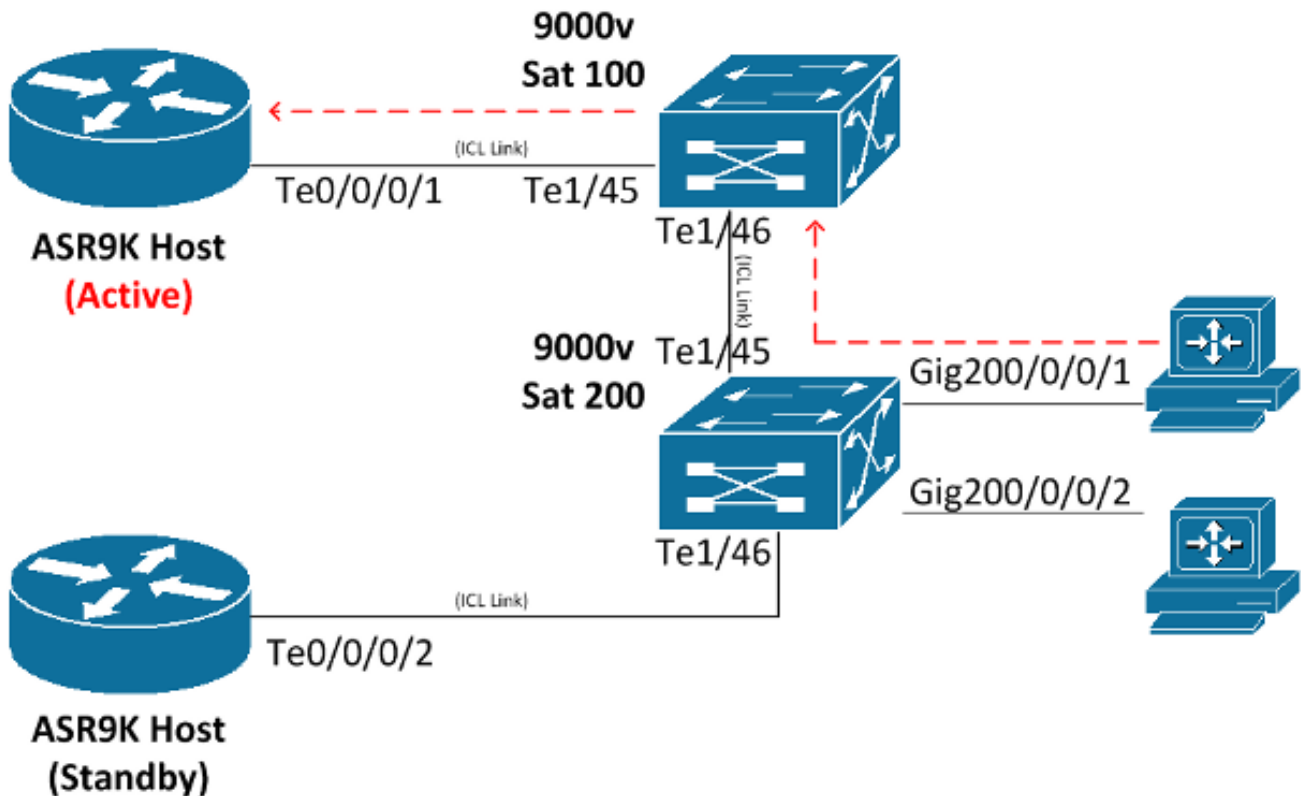 9000v
Sat 100
(ICL Link)
Te0/0/0/1
Te1/45
ASR9K Host
(Active)
Te1/46
(ICL Link)
9000v
Sat 200
Te1/45
Gig200/0/0/1
Gig200/0/0/2
Te1/46
(ICL Link)
Te0/0/0/2
ASR9K Host
(Standby)